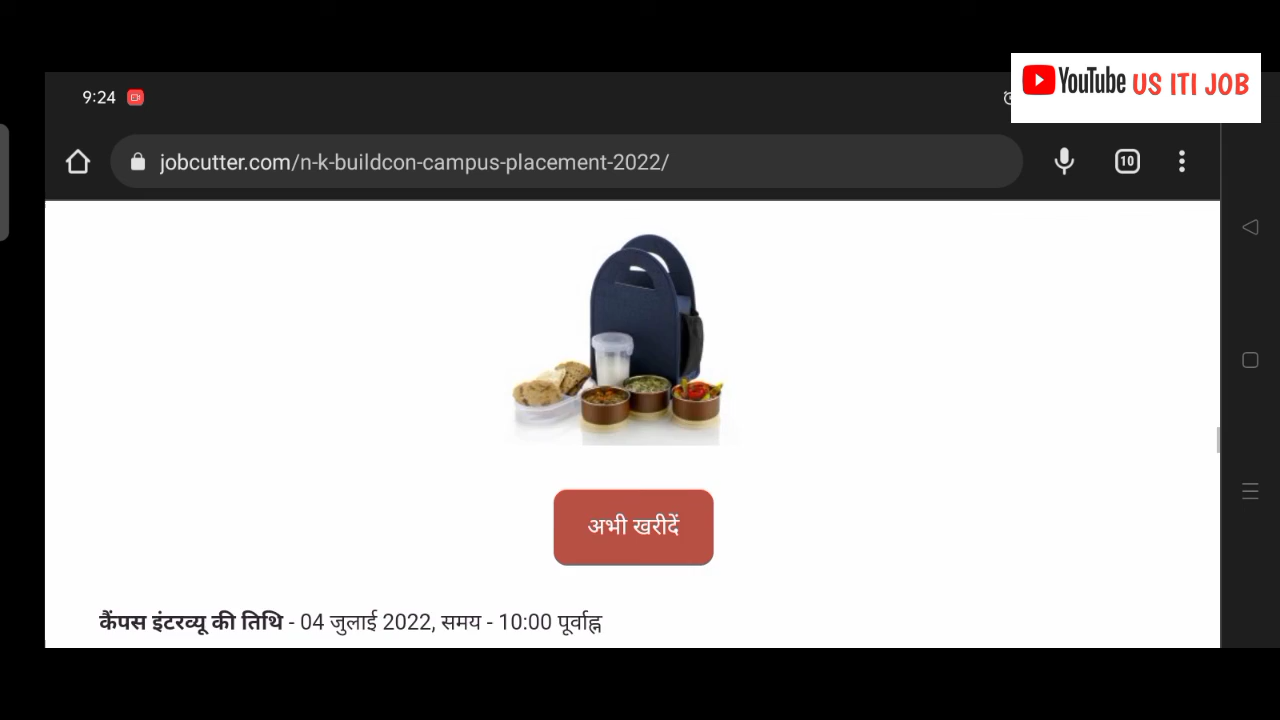 YouTube US ITI JOB
9:24
jobcutter.com/n-k-buildcon-campus-placement-2022/
10
अभी खरीदें
कैंपस इंटरव्यू की तिथि - 04 जुलाई 2022, समय - 10:00 पूर्वाह्न